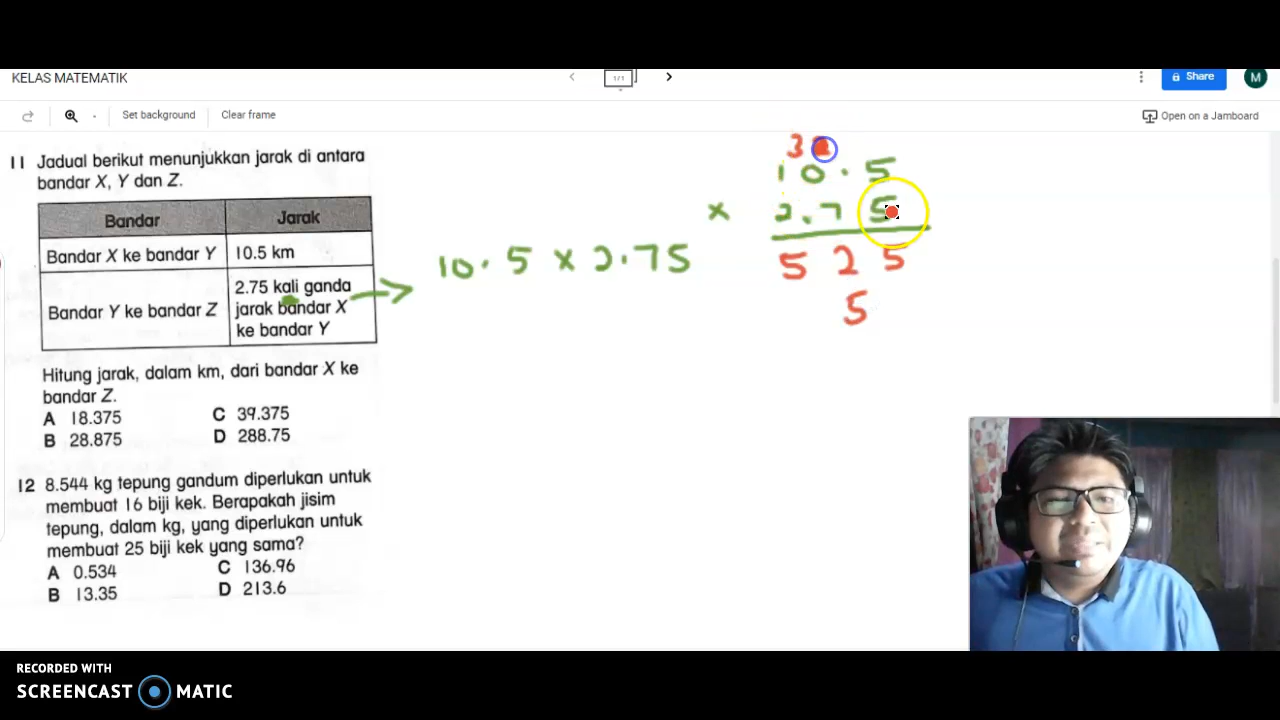 KELAS MATEMATIK
1/1
Share
M
Set background
Clear frame
Open on a Jamboard
11 Jadual berikut menunjukkan jarak di antara
bandar X, Y dan Z.
Bandar Jarak
Bandar X ke bandar Y 10.5 km
Bandar Y ke bandar Z 2.75 kali ganda
jarak bandar X
ke bandar Y
Hitung jarak, dalam km, dari bandar X ke
bandar Z.
A 18.375 C 39.375
B 28.875 D 288.75
12 8.544 kg tepung gandum diperlukan untuk
membuat 16 biji kek. Berapakah jisim
tepung, dalam kg, yang diperlukan untuk
membuat 25 biji kek yang sama?
A 0.534 C 136.96
B 13.35 D 213.6
10.5 x 2.75
3
10.5
x 2.75
5 2 5
5
RECORDED WITH
SCREENCAST MATIC